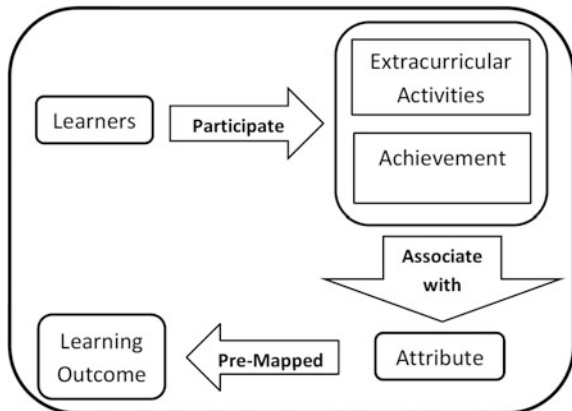 Extracurricular
Activities
Learners
Participate
Achievement
Associate
with
Learning
Outcome
Pre-Mapped
Attribute